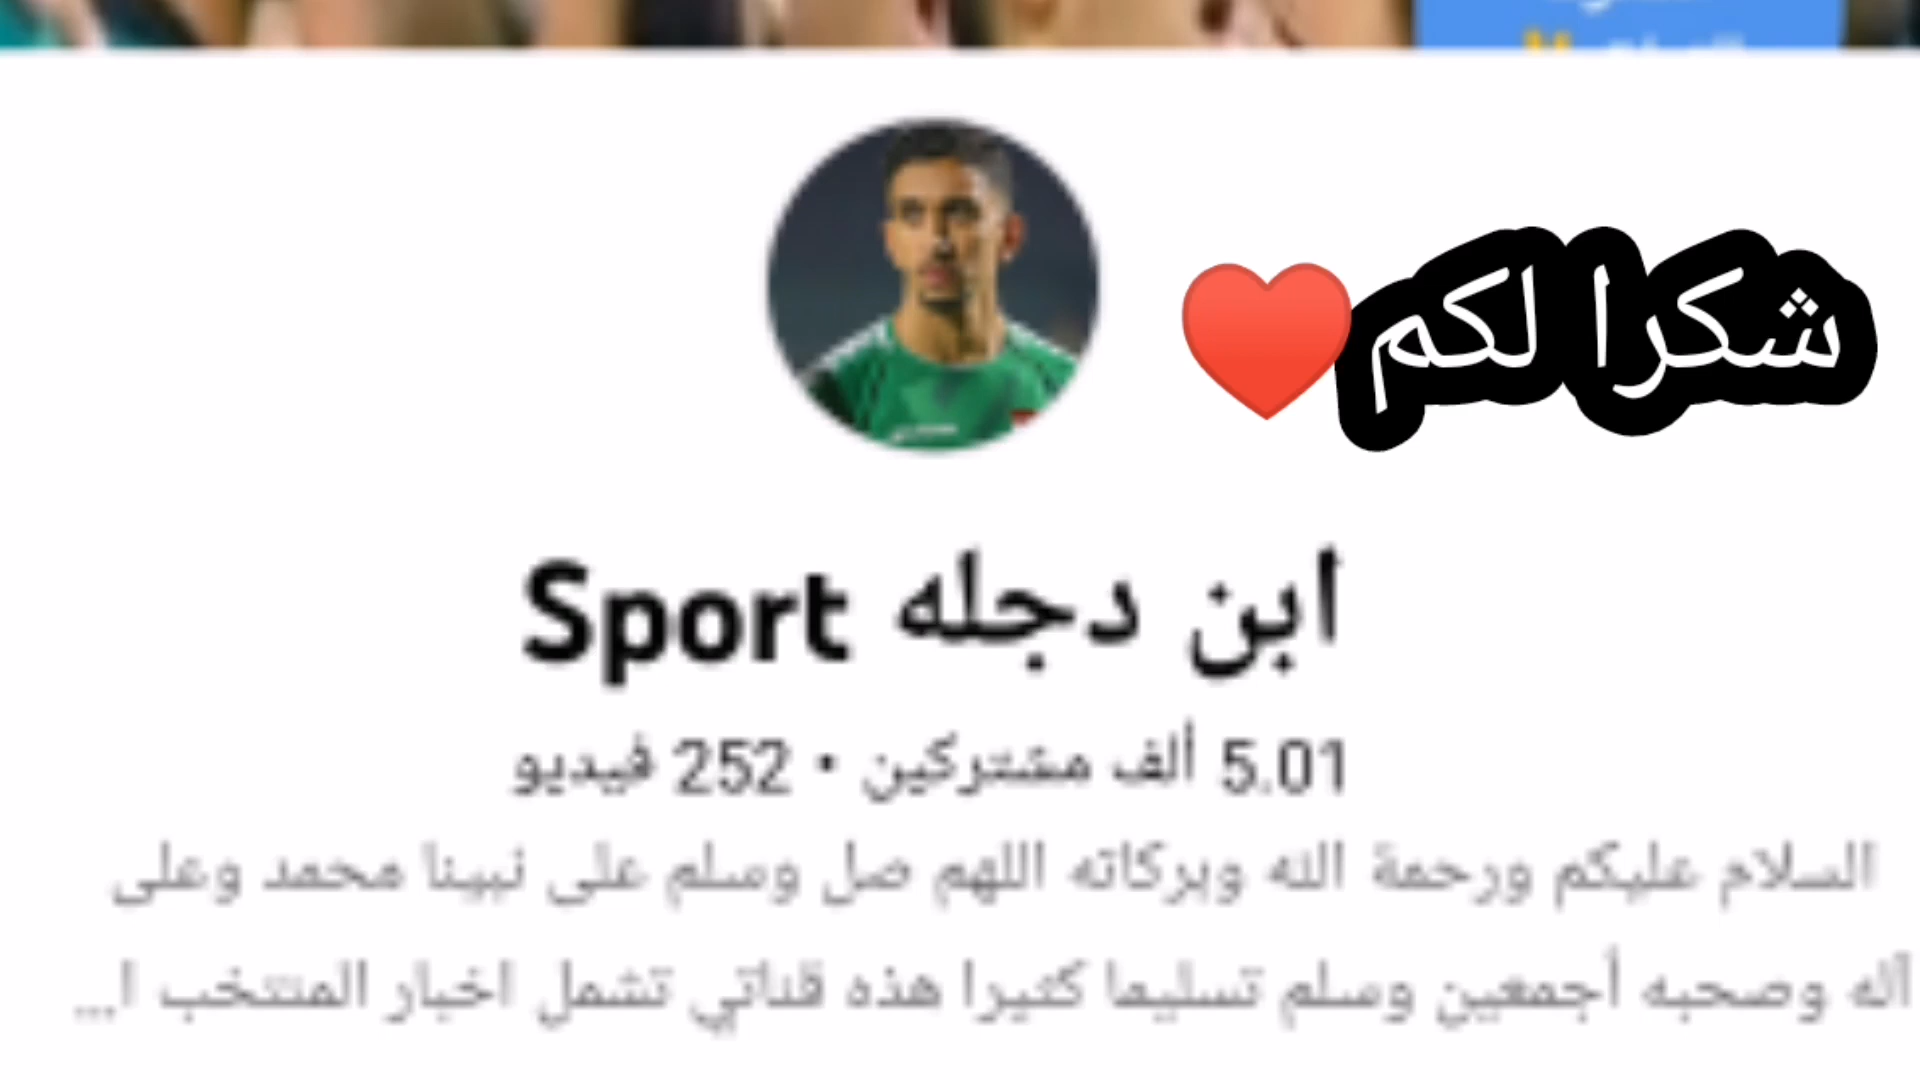 شكرا لكم❤️
ابن دجله Sport
5.01 ألف مشتركين • 252 فيديو
السلام عليكم ورحمة الله وبركاته اللهم صل وسلم على نبينا محمد وعلى
آله وصحبه أجمعين وسلم تسليما كثيرا هذه قناتي تشمل اخبار المنتخب ا...